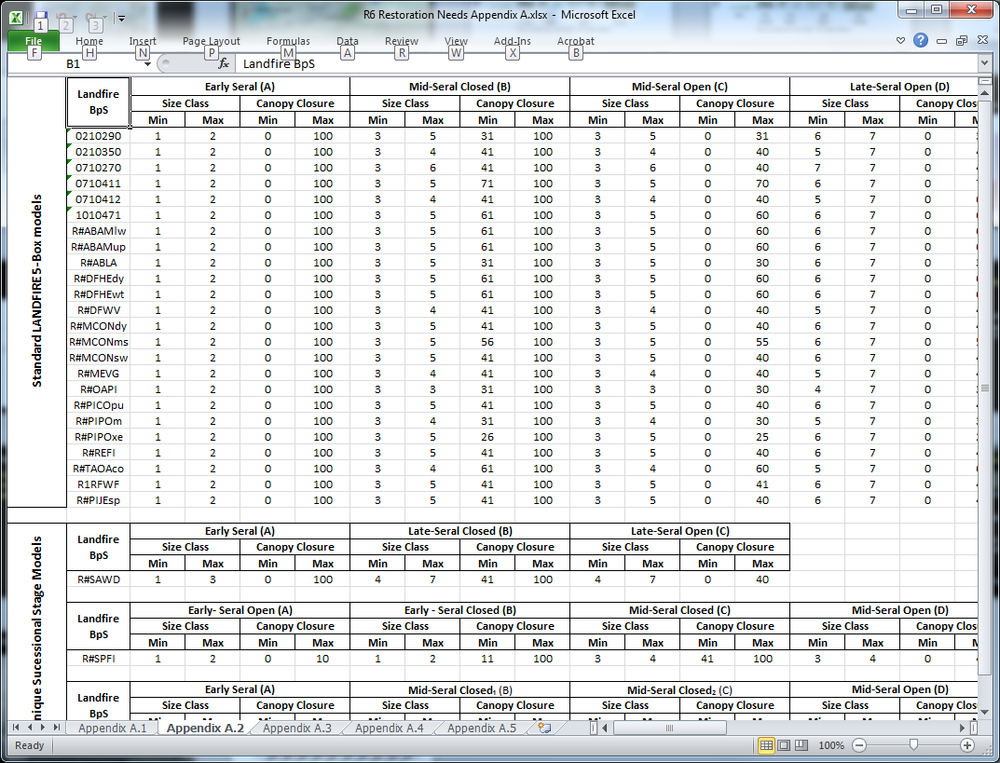 R6 Restoration Needs Appendix A.xlsx - Microsoft Excel
1 2 3
File Home Insert Page Layout Formulas Data Review View Add-Ins Acrobat
F H N P M A R W X B
B1 fx Landfire BpS
Landfire BpS Early Seral (A) Mid-Seral Closed (B) Mid-Seral Open (C) Late-Seral Open (D)
Size Class Canopy Closure Size Class Canopy Closure Size Class Canopy Closure Size Class Canopy
Min Max Min Max Min Max Min Max Min Max Min Max Min Max Min
Standard LANDFIRE 5-Box models
0210290 1 2 0 100 3 5 31 100 3 5 0 31 6 7 0
0210350 1 2 0 100 3 4 41 100 3 4 0 40 5 7 0
0710270 1 2 0 100 3 6 41 100 3 6 0 40 7 7 0
0710411 1 2 0 100 3 5 71 100 3 5 0 70 6 7 0
0710412 1 2 0 100 3 4 41 100 3 4 0 40 5 7 0
1010471 1 2 0 100 3 5 61 100 3 5 0 60 6 7 0
R#ABAMlw 1 2 0 100 3 5 61 100 3 5 0 60 6 7 0
R#ABAMup 1 2 0 100 3 5 61 100 3 5 0 60 6 7 0
R#ABLA 1 2 0 100 3 5 31 100 3 5 0 30 6 7 0
R#DFHEdy 1 2 0 100 3 5 61 100 3 5 0 60 6 7 0
R#DFHEwt 1 2 0 100 3 5 61 100 3 5 0 60 6 7 0
R#DFWV 1 2 0 100 3 4 41 100 3 4 0 40 5 7 0
R#MCONdy 1 2 0 100 3 5 41 100 3 5 0 40 6 7 0
R#MCONms 1 2 0 100 3 5 56 100 3 5 0 55 6 7 0
R#MCONsw 1 2 0 100 3 5 41 100 3 5 0 40 6 7 0
R#MEVG 1 2 0 100 3 4 41 100 3 4 0 40 5 7 0
R#OAPI 1 2 0 100 3 3 31 100 3 3 0 30 4 7 0
R#PICOpu 1 2 0 100 3 5 41 100 3 5 0 40 6 7 0
R#PIPOm 1 2 0 100 3 4 31 100 3 4 0 30 5 7 0
R#PIPOxe 1 2 0 100 3 5 26 100 3 5 0 25 6 7 0
R#REFI 1 2 0 100 3 5 41 100 3 5 0 40 6 7 0
R#TAOAco 1 2 0 100 3 4 61 100 3 4 0 60 5 7 0
R1RFWF 1 2 0 100 3 5 41 100 3 5 0 41 6 7 0
R#PIJEsp 1 2 0 100 3 5 41 100 3 5 0 40 6 7 0
nique Sucessional Stage Models
Landfire BpS Early Seral (A) Late-Seral Closed (B) Late-Seral Open (C)
Size Class Canopy Closure Size Class Canopy Closure Size Class Canopy Closure
Min Max Min Max Min Max Min Max Min Max Min Max
R#SAWD 1 3 0 100 4 7 41 100 4 7 0 40
Landfire BpS Early- Seral Open (A) Early - Seral Closed (B) Mid-Seral Closed (C) Mid-Seral Open (D)
Size Class Canopy Closure Size Class Canopy Closure Size Class Canopy Closure Size Class Canopy
Min Max Min Max Min Max Min Max Min Max Min Max Min Max Min
R#SPFI 1 2 0 10 1 2 11 100 3 4 41 100 3 4 0
Landfire BpS Early Seral (A) Mid-Seral Closed₁ (B) Mid-Seral Closed₂ (C) Mid-Seral Open (D)
Size Class Canopy Closure Size Class Canopy Closure Size Class Canopy Closure Size Class Canopy
Appendix A.1 Appendix A.2 Appendix A.3 Appendix A.4 Appendix A.5
Ready 100%